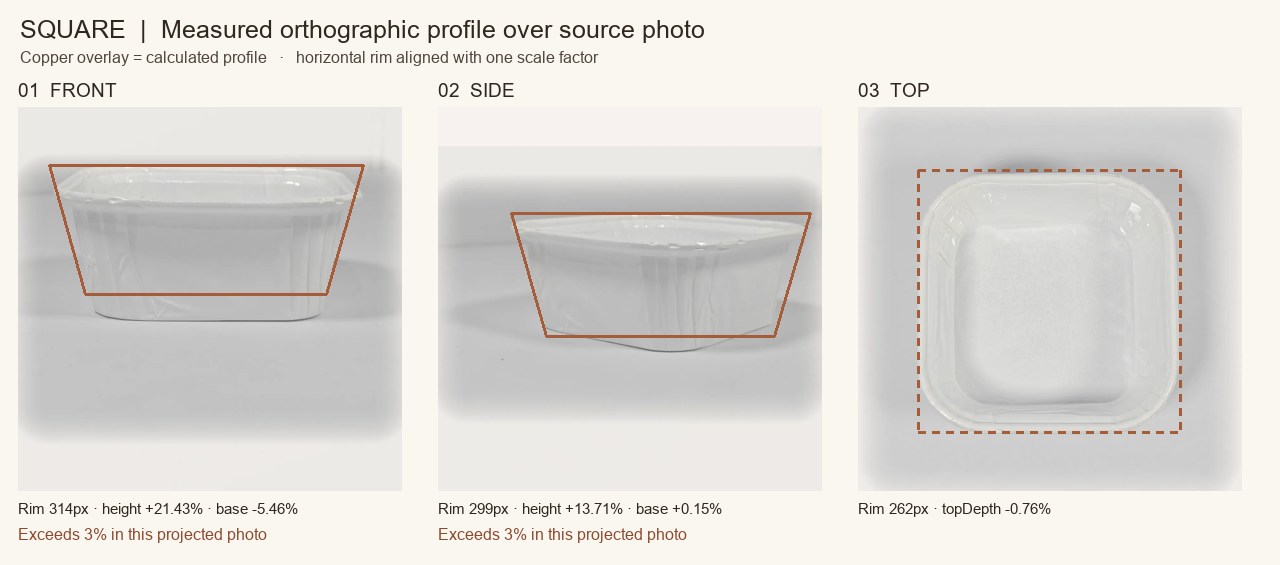 SQUARE | Measured orthographic profile over source photo
Copper overlay = calculated profile · horizontal rim aligned with one scale factor
01 FRONT
02 SIDE
03 TOP
Rim 314px · height +21.43% · base -5.46%
Exceeds 3% in this projected photo
Rim 299px · height +13.71% · base +0.15%
Exceeds 3% in this projected photo
Rim 262px · topDepth -0.76%